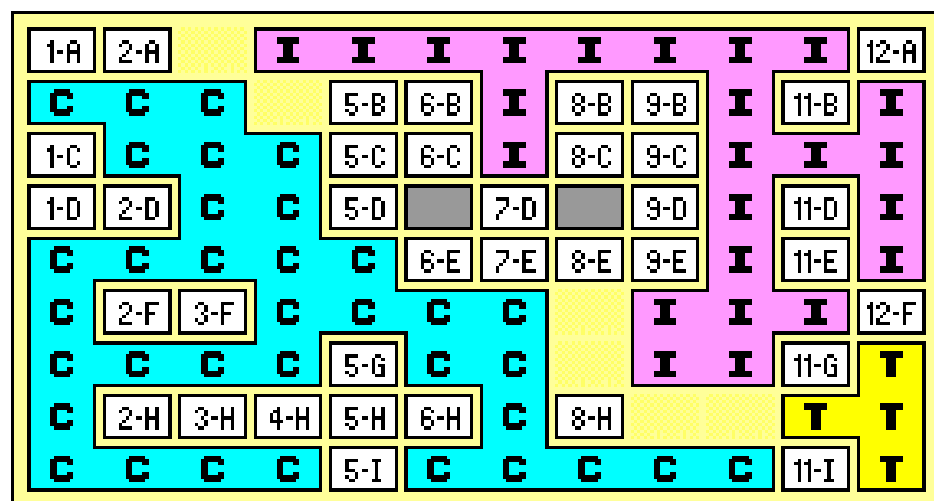 1-A 2-A I I I I I I I I 12-A
C C C 5-B 6-B I 8-B 9-B I 11-B I
1-C C C C 5-C 6-C I 8-C 9-C I I I
1-D 2-D C C 5-D 7-D 9-D I 11-D I
C C C C C 6-E 7-E 8-E 9-E I 11-E I
C 2-F 3-F C C C C I I I 12-F
C C C C 5-G C C I I 11-G T
C 2-H 3-H 4-H 5-H 6-H C 8-H T T
C C C C 5-I C C C C C 11-I T